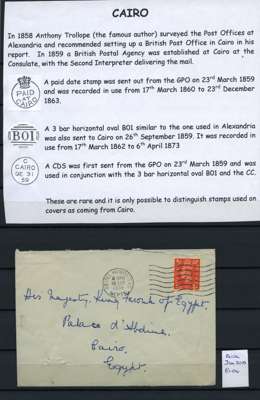 CAIRO
In 1858 Anthony Trollope (the famous author) surveyed the Post Offices at
Alexandria and recommended setting up a British Post Office in Cairo in his
report. In 1859 a British Postal Agency was established at Cairo at the
Consulate, with the Second Interpreter delivering the mail.
PAID
CAIRO
A paid date stamp was sent out from the GPO on 23rd March 1859
and was recorded in use from 17th March 1860 to 23rd December
1863.
B01
A 3 bar horizontal oval B01 similar to the one used in Alexandria
was also sent to Cairo on 26th September 1859. It was recorded in
use from 17th March 1862 to 6th April 1873
C
CAIRO
DE 31
59
A CDS was first sent from the GPO on 23rd March 1859 and was
used in conjunction with the 3 bar horizontal oval B01 and the CC.
These are rare and it is only possible to distinguish stamps used on
covers as coming from Cairo.
His Majesty, King Farouk of Egypt,
Palace d'Abdine,
Cairo,
Egypt.